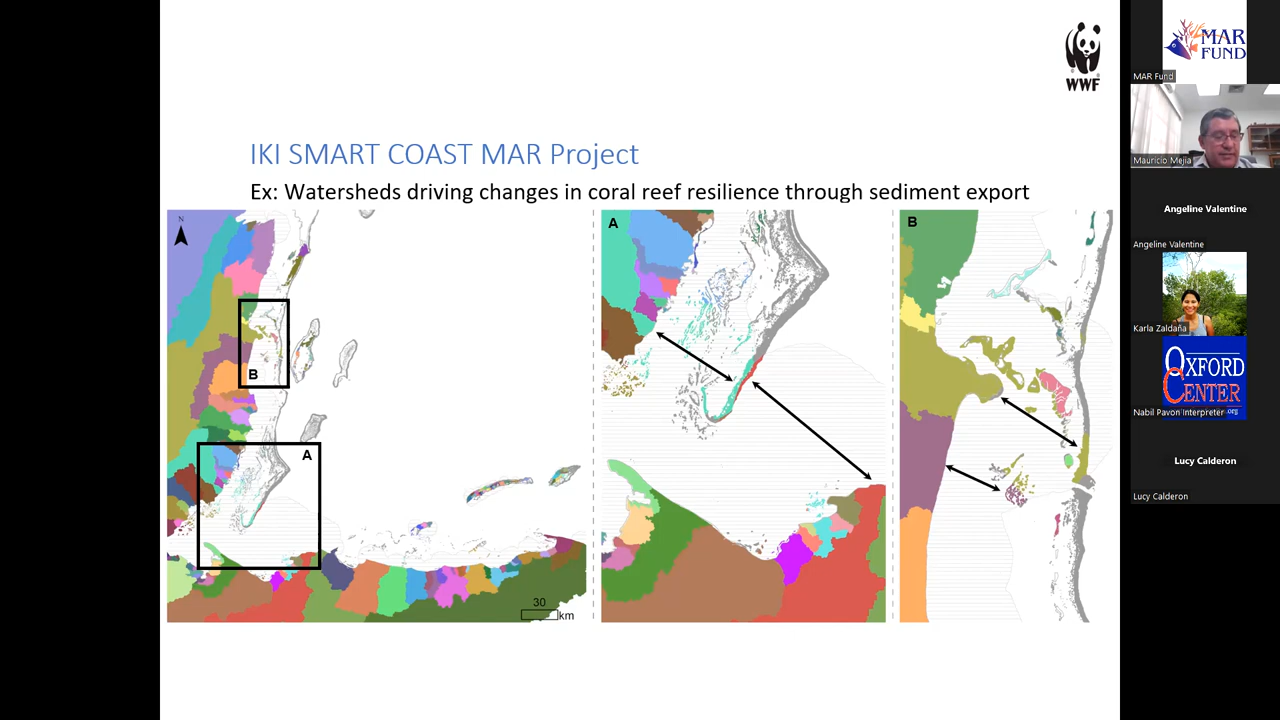 WWF
IKI SMART COAST MAR Project
Ex: Watersheds driving changes in coral reef resilience through sediment export
N
B
A
30
km
A
B
MAR
FUND
MAR Fund
Mauricio Mejia
Angeline Valentine
Angeline Valentine
Karla Zaldaña
OXFORD
CENTER
.org
Nabil Pavon Interpreter
Lucy Calderon
Lucy Calderon